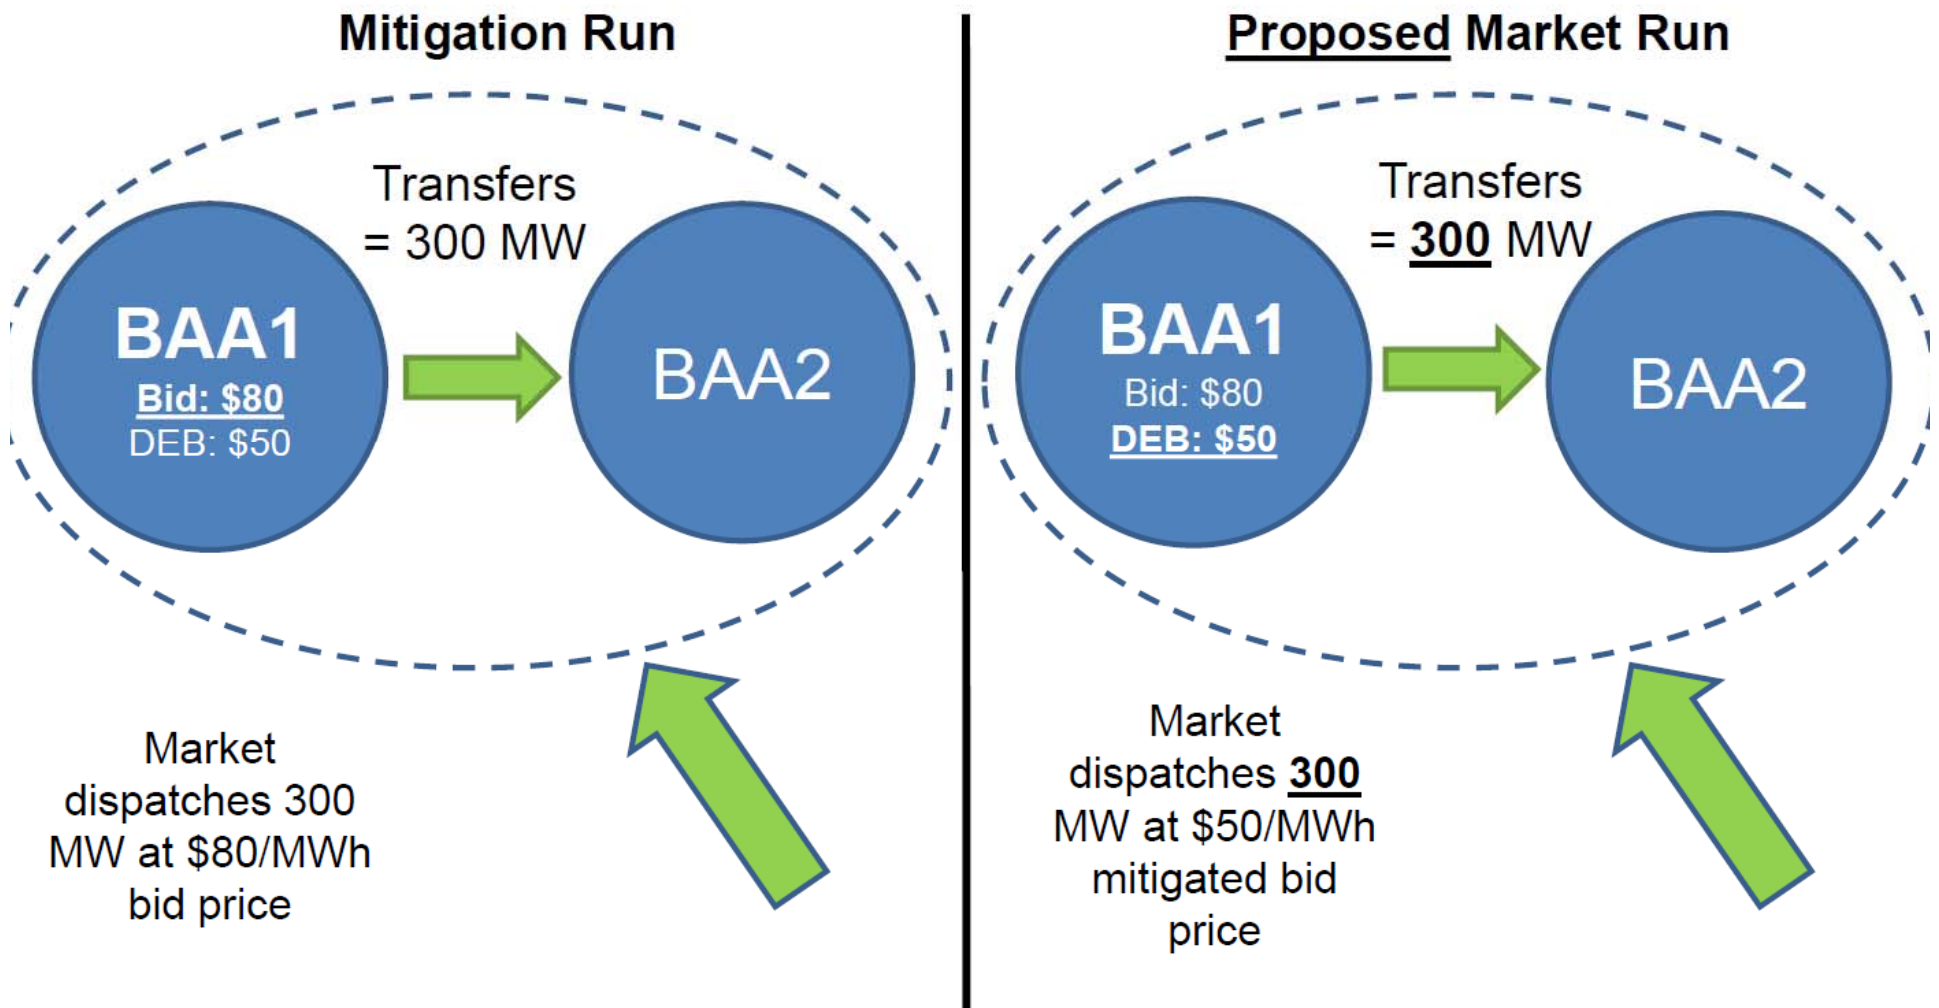 Mitigation Run
Transfers
= 300 MW
BAA1
Bid: $80
DEB: $50
BAA2
Market
dispatches 300
MW at $80/MWh
bid price
Proposed Market Run
Transfers
= 300 MW
BAA1
Bid: $80
DEB: $50
BAA2
Market
dispatches 300
MW at $50/MWh
mitigated bid
price